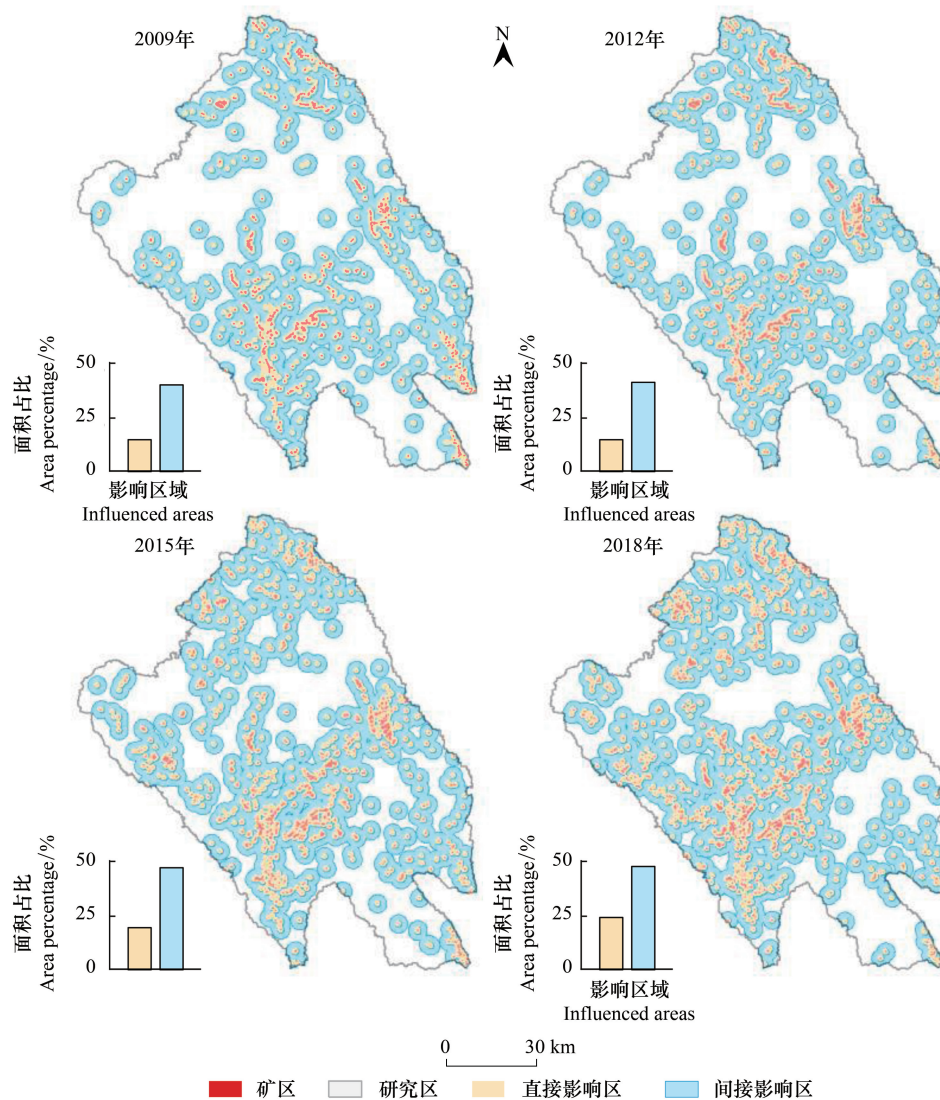 2009年
N
2012年
50
25
0
面积占比
Area percentage/%
影响区域
Influenced areas
50
25
0
面积占比
Area percentage/%
影响区域
Influenced areas
2015年
2018年
50
25
0
面积占比
Area percentage/%
50
25
0
面积占比
Area percentage/%
影响区域
Influenced areas
0 30 km
矿区 研究区 直接影响区 间接影响区